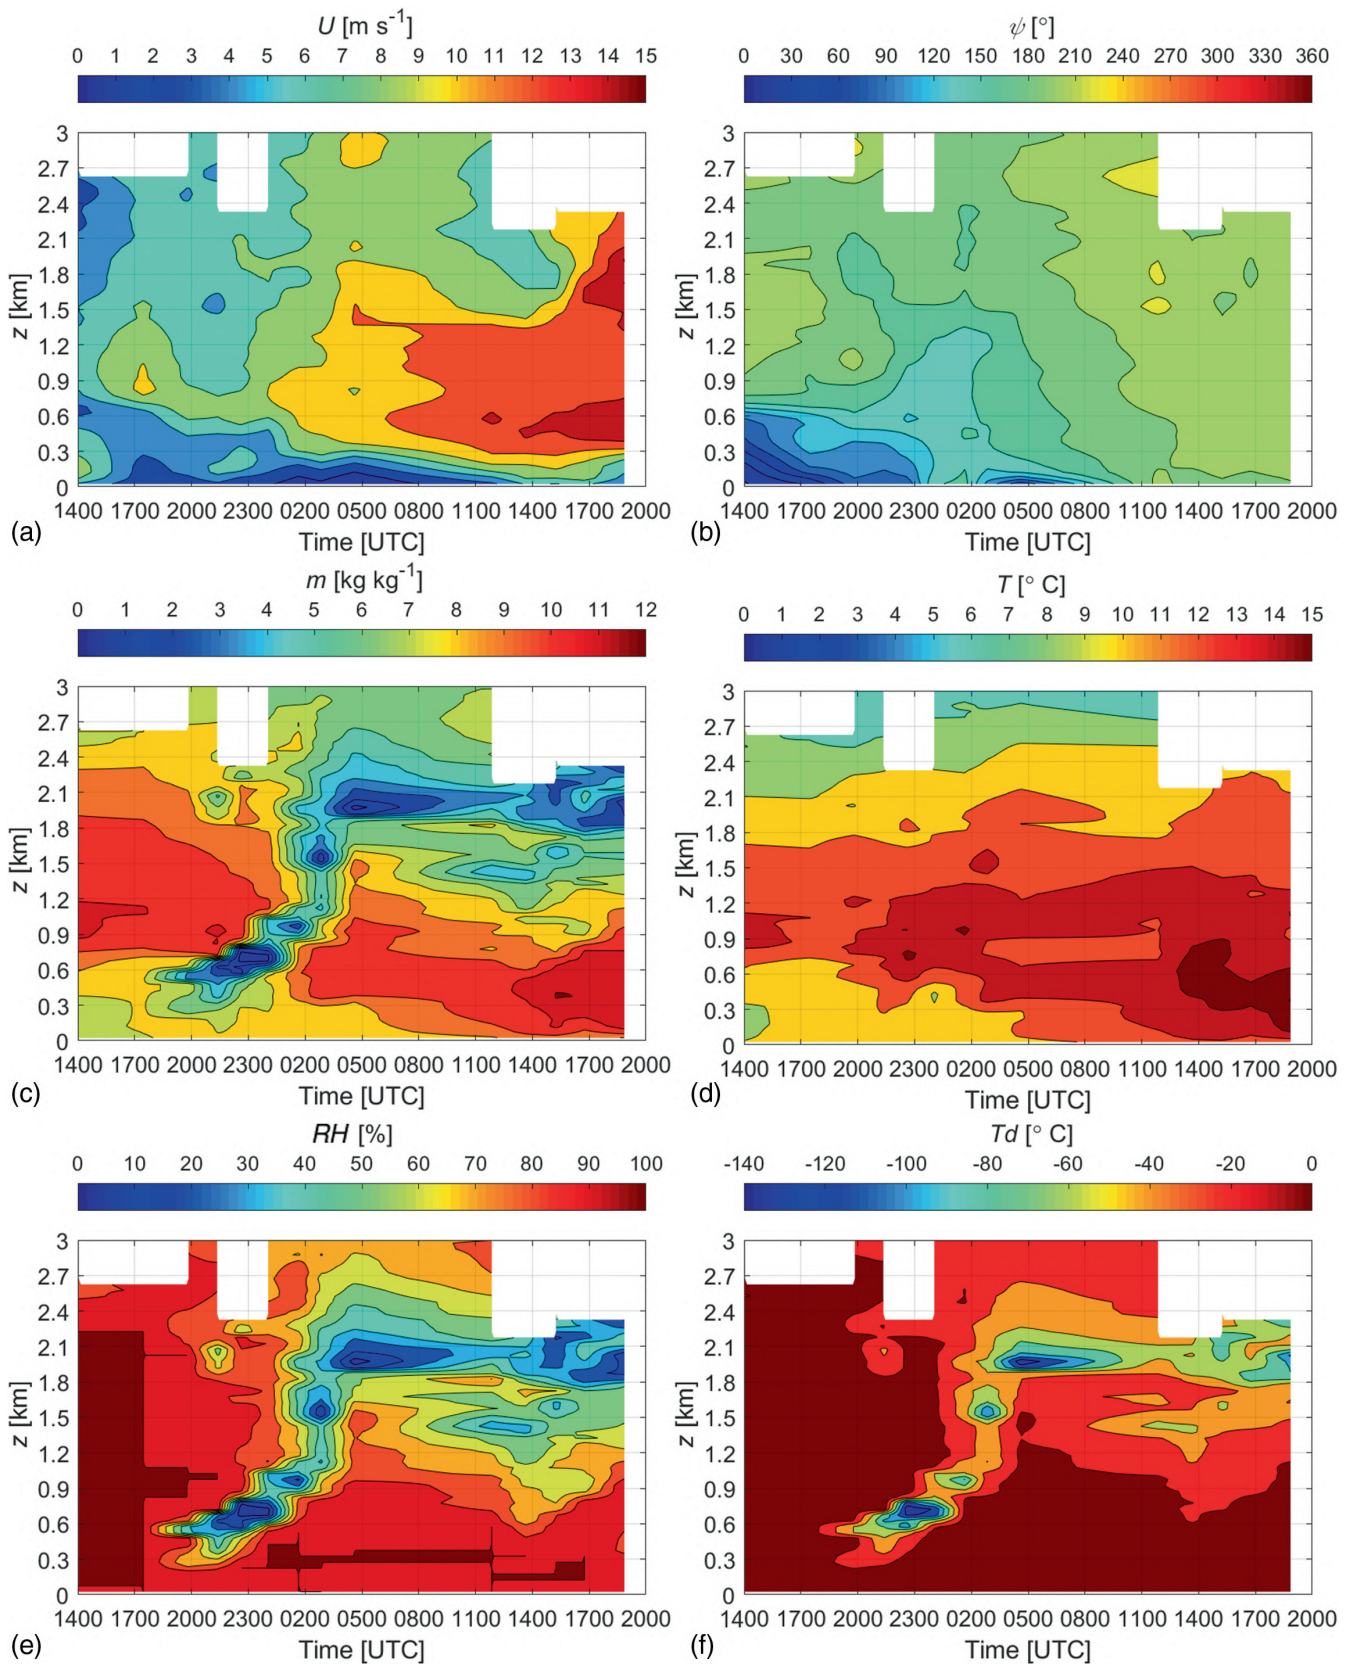 U [m s⁻¹]
0 1 2 3 4 5 6 7 8 9 10 11 12 13 14 15
3
2.7
2.4
2.1
1.8
1.5
1.2
0.9
0.6
0.3
0
z [km]
1400 1700 2000 2300 0200 0500 0800 1100 1400 1700 2000
Time [UTC]
(a)
ψ [°]
0 30 60 90 120 150 180 210 240 270 300 330 360
3
2.7
2.4
2.1
1.8
1.5
1.2
0.9
0.6
0.3
0
z [km]
1400 1700 2000 2300 0200 0500 0800 1100 1400 1700 2000
Time [UTC]
(b)
m [kg kg⁻¹]
0 1 2 3 4 5 6 7 8 9 10 11 12
3
2.7
2.4
2.1
1.8
1.5
1.2
0.9
0.6
0.3
0
z [km]
1400 1700 2000 2300 0200 0500 0800 1100 1400 1700 2000
Time [UTC]
(c)
T [° C]
0 1 2 3 4 5 6 7 8 9 10 11 12 13 14 15
3
2.7
2.4
2.1
1.8
1.5
1.2
0.9
0.6
0.3
0
z [km]
1400 1700 2000 2300 0200 0500 0800 1100 1400 1700 2000
Time [UTC]
(d)
RH [%]
0 10 20 30 40 50 60 70 80 90 100
3
2.7
2.4
2.1
1.8
1.5
1.2
0.9
0.6
0.3
0
z [km]
1400 1700 2000 2300 0200 0500 0800 1100 1400 1700 2000
Time [UTC]
(e)
Td [° C]
-140 -120 -100 -80 -60 -40 -20 0
3
2.7
2.4
2.1
1.8
1.5
1.2
0.9
0.6
0.3
0
z [km]
1400 1700 2000 2300 0200 0500 0800 1100 1400 1700 2000
Time [UTC]
(f)